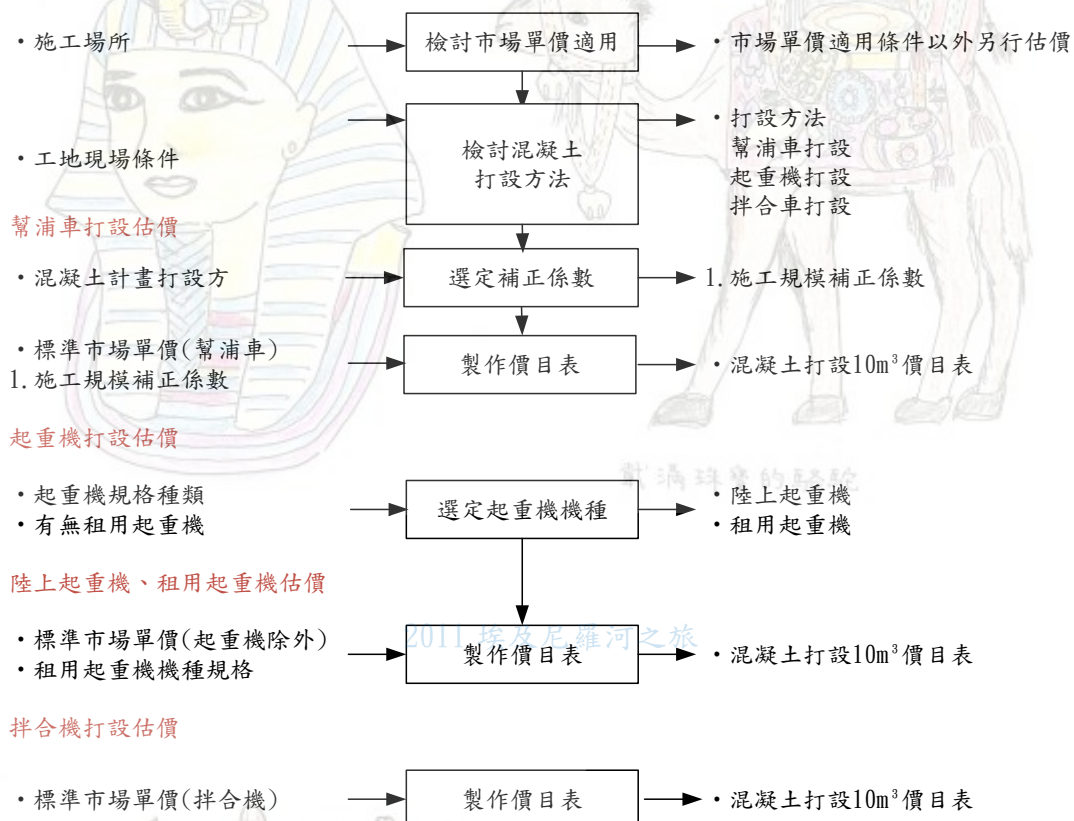 ・施工場所
檢討市場單價適用
・市場單價適用條件以外另行估價
・工地現場條件
檢討混凝土
打設方法
・打設方法
幫浦車打設
起重機打設
拌合車打設
幫浦車打設估價
・混凝土計畫打設方
選定補正係數
1.施工規模補正係數
・標準市場單價(幫浦車)
1.施工規模補正係數
製作價目表
・混凝土打設10m³價目表
起重機打設估價
戴滿珠寶的駱駝
・起重機規格種類
・有無租用起重機
選定起重機機種
・陸上起重機
・租用起重機
陸上起重機、租用起重機估價
2011 埃及尼羅河之旅
・標準市場單價(起重機除外)
・租用起重機機種規格
製作價目表
・混凝土打設10m³價目表
拌合機打設估價
・標準市場單價(拌合機)
製作價目表
・混凝土打設10m³價目表